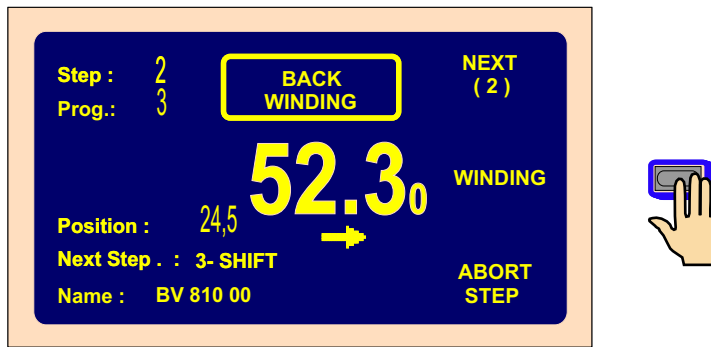 Step : 2
Prog.: 3
BACK
WINDING
NEXT
( 2 )
52.30
WINDING
Position : 24,5
Next Step . : 3- SHIFT
Name : BV 810 00
ABORT
STEP